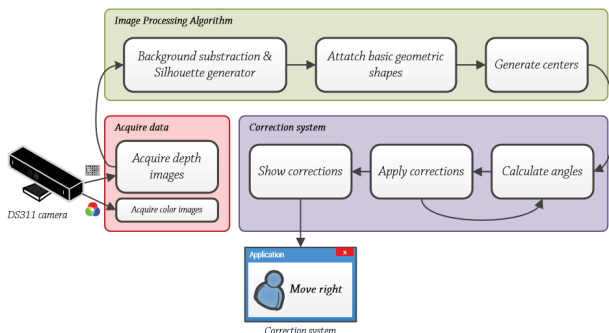 Image Processing Algorithm
Background substraction &
Silhouette generator
Attatch basic geometric
shapes
Generate centers
Acquire data
Acquire depth
images
Acquire color images
DS311 camera
Correction system
Show corrections
Apply corrections
Calculate angles
Application
x
Move right
Correction system